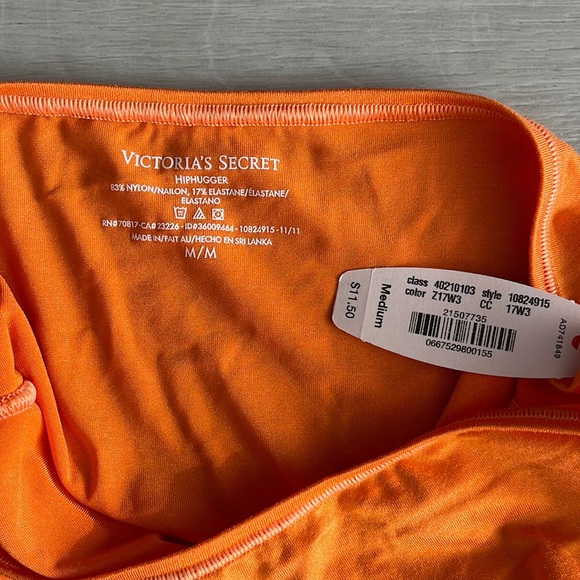 VICTORIA'S SECRET
HIPHUGGER
83% NYLON/NAILON, 17% ELASTANE/ÉLASTANE/
ELASTANO
RN#70817-CA#23226 - ID#36009464 - 10824915 - 11/11
MADE IN/FAIT AU/HECHO EN SRI LANKA
M/M
class 40210103 style 10824915
color Z17W3 CC 17W3
21507735
0667529800155
Medium
$11.50
AD741849